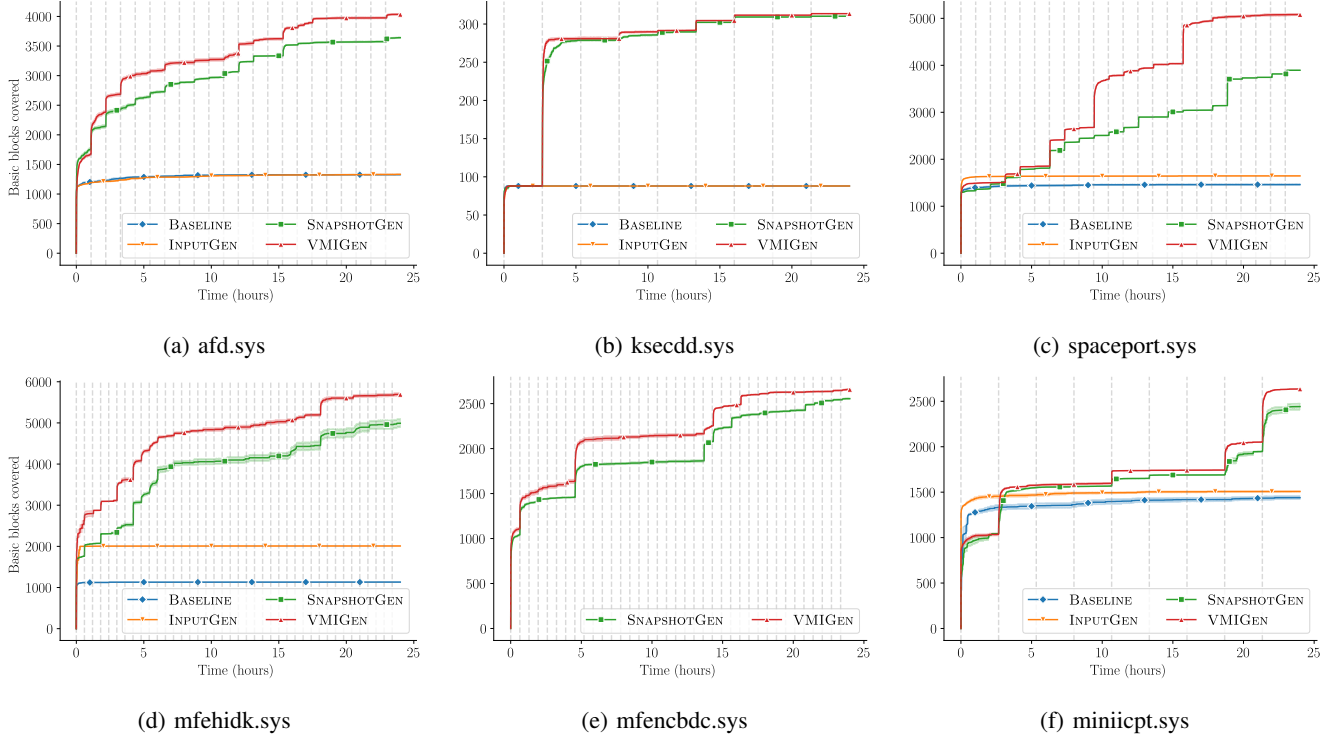 Basic blocks covered
4000
3500
3000
2500
2000
1500
1000
500
0
BASELINE
INPUTGEN
SNAPSHOTGEN
VMIGEN
0 5 10 15 20 25
Time (hours)
(a) afd.sys
300
250
200
150
100
50
0
BASELINE
INPUTGEN
SNAPSHOTGEN
VMIGEN
0 5 10 15 20 25
Time (hours)
(b) ksecdd.sys
5000
4000
3000
2000
1000
0
BASELINE
INPUTGEN
SNAPSHOTGEN
VMIGEN
0 5 10 15 20 25
Time (hours)
(c) spaceport.sys
Basic blocks covered
6000
5000
4000
3000
2000
1000
0
BASELINE
INPUTGEN
SNAPSHOTGEN
VMIGEN
0 5 10 15 20 25
Time (hours)
(d) mfehidk.sys
2500
2000
1500
1000
500
0
SNAPSHOTGEN VMIGEN
0 5 10 15 20 25
Time (hours)
(e) mfencbdc.sys
2500
2000
1500
1000
500
0
BASELINE
INPUTGEN
SNAPSHOTGEN
VMIGEN
0 5 10 15 20 25
Time (hours)
(f) miniicpt.sys